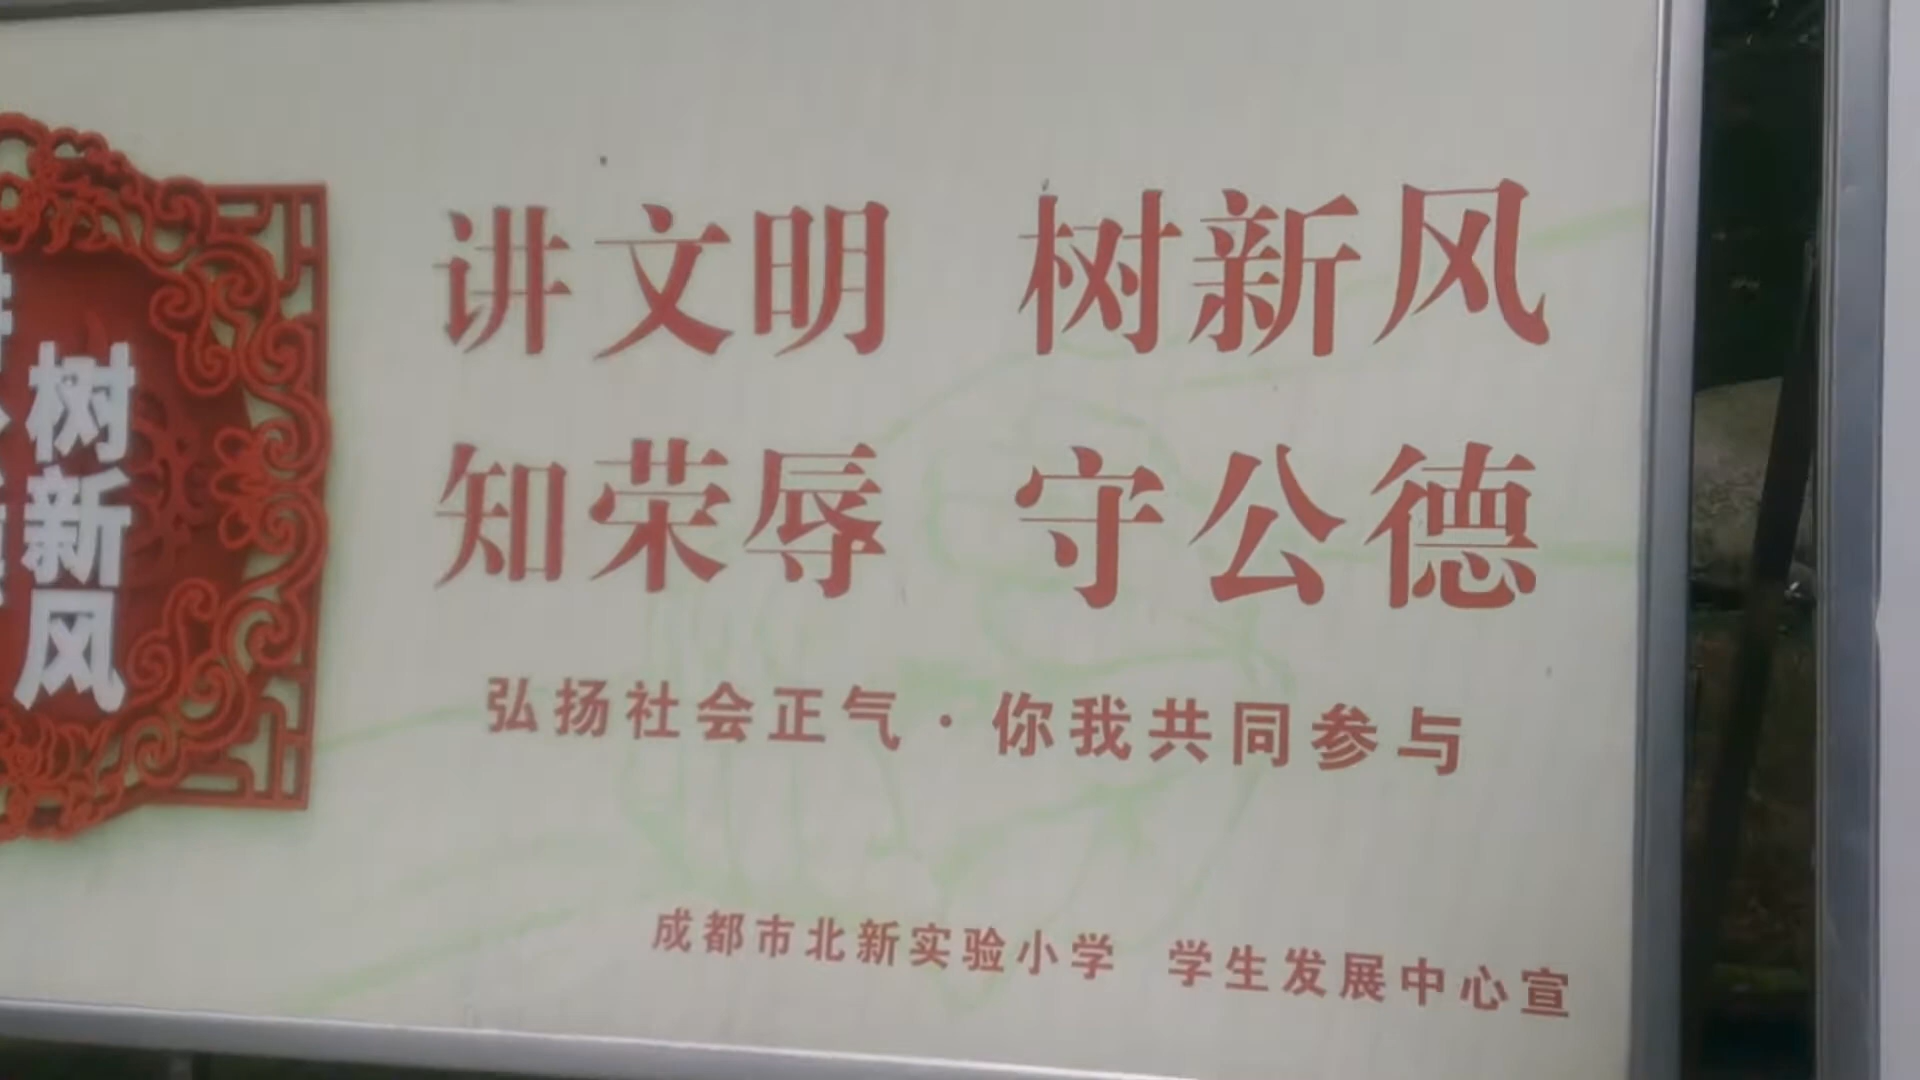 树新风
讲文明 树新风
知荣辱 守公德
弘扬社会正气·你我共同参与
成都市北新实验小学 学生发展中心宣